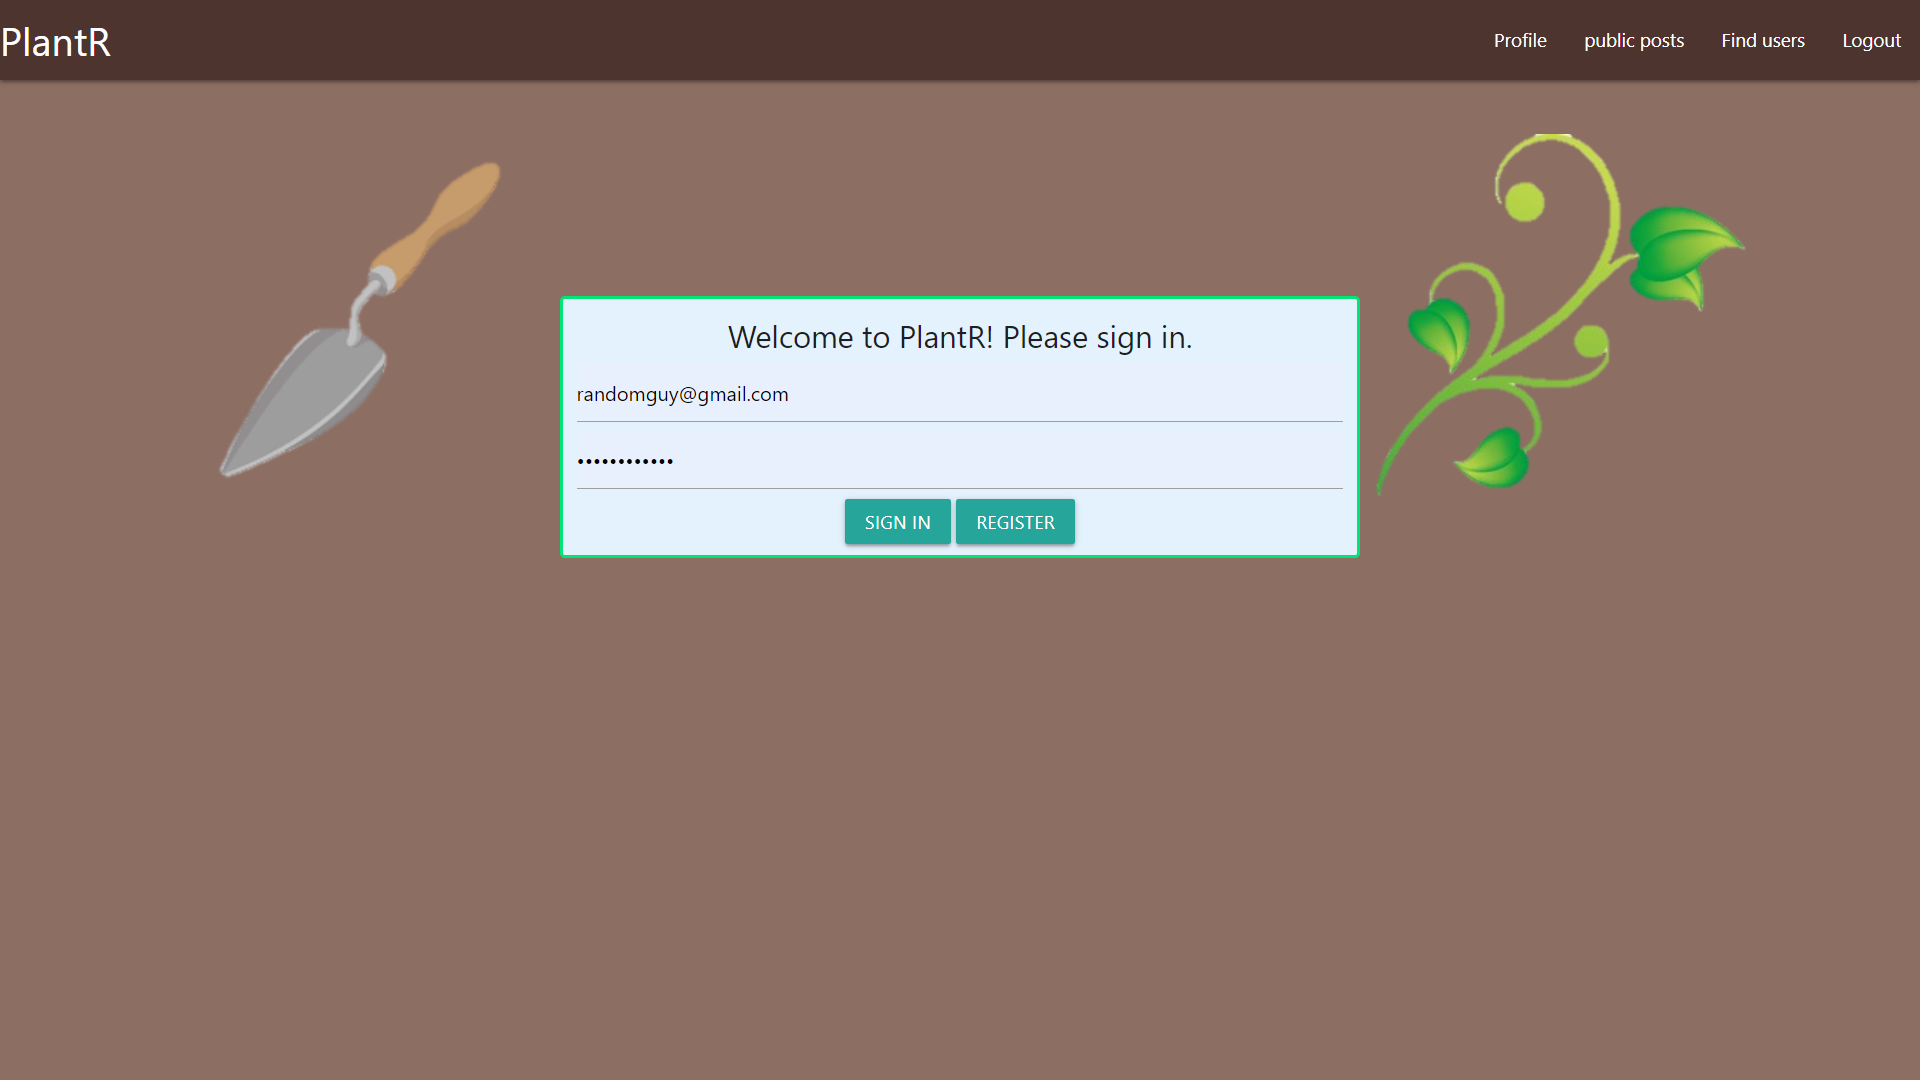 PlantR
Profile public posts Find users Logout
Welcome to PlantR! Please sign in.
randomguy@gmail.com
••••••••••••
SIGN IN REGISTER